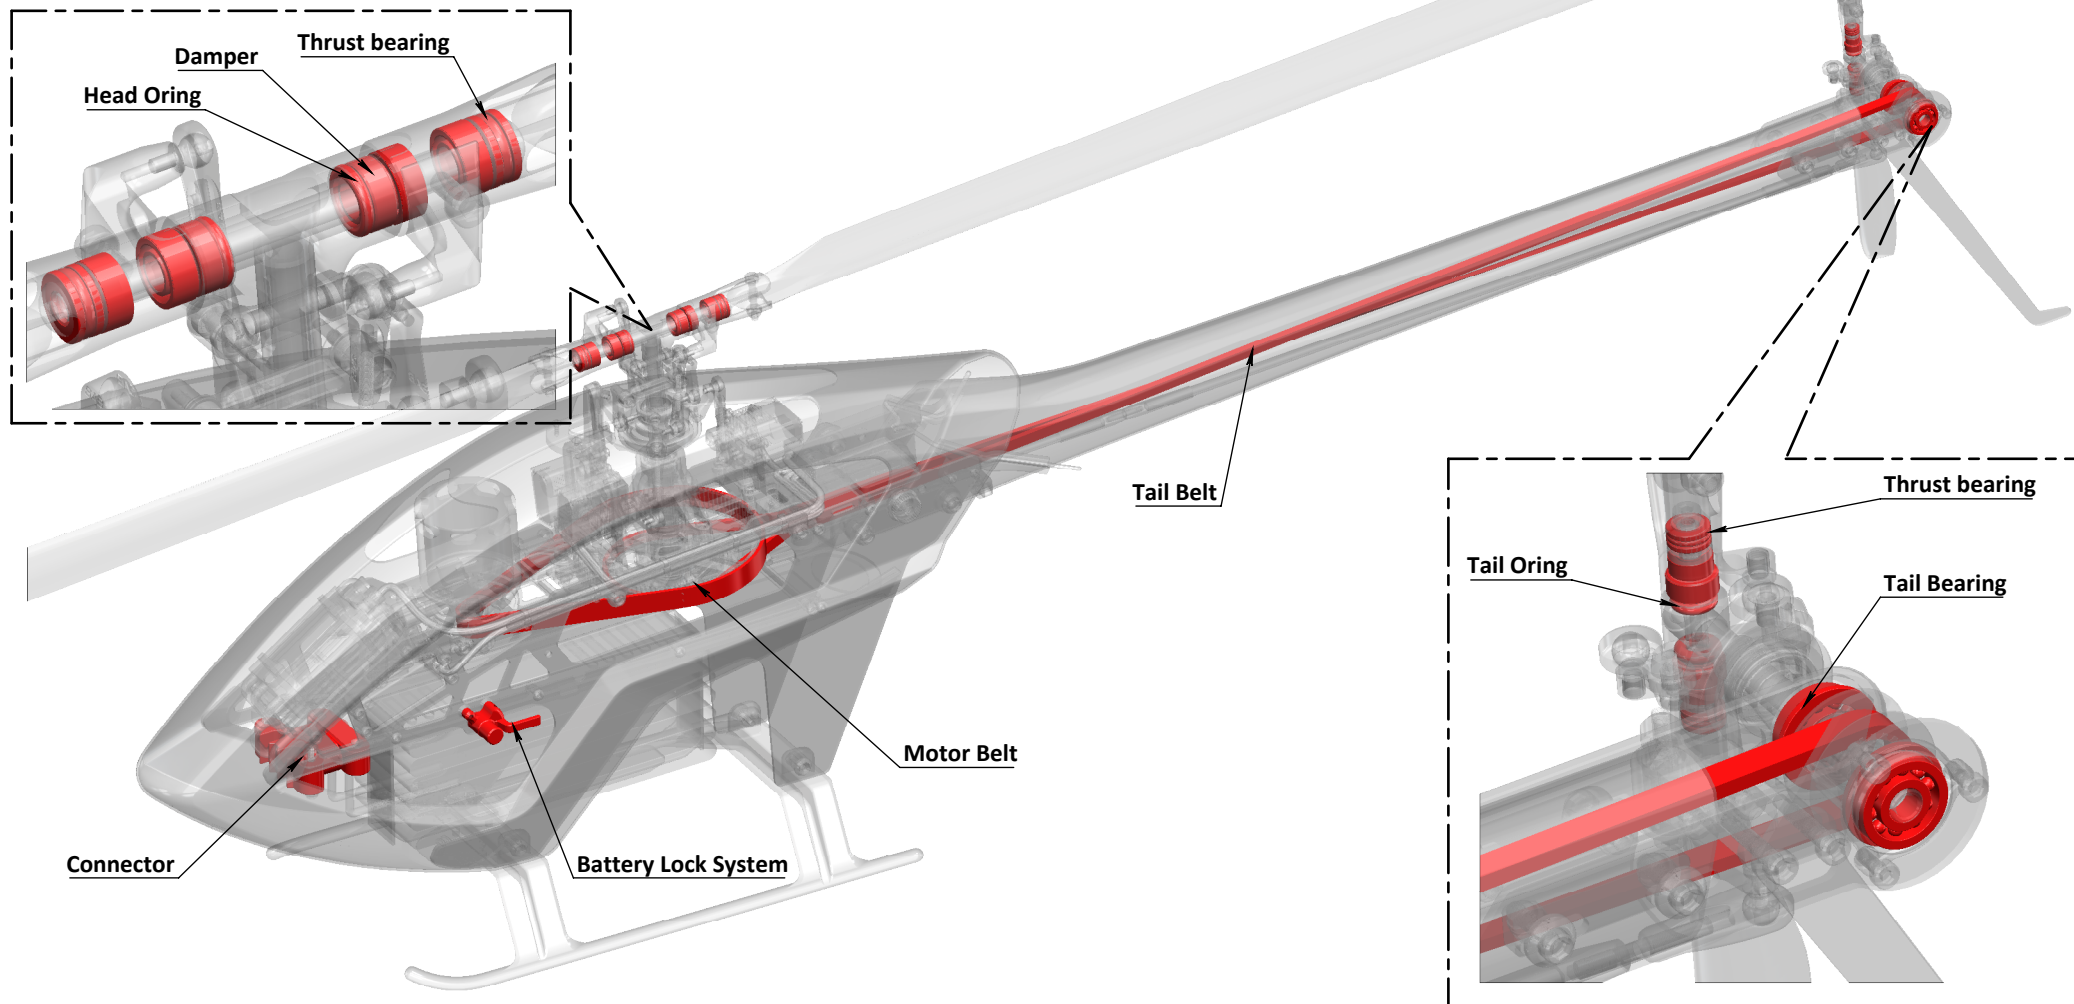 Thrust bearing
Damper
Head Oring
Tail Belt
Thrust bearing
Tail Oring
Tail Bearing
Motor Belt
Connector
Battery Lock System